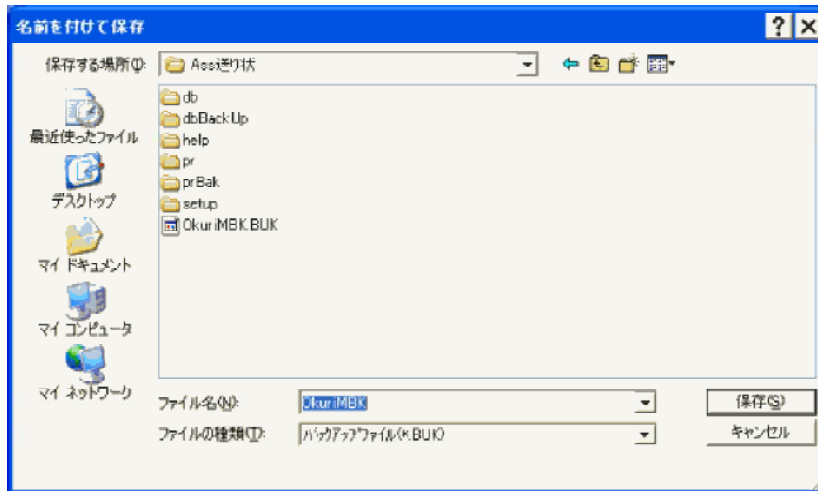 名前を付けて保存
保存する場所(I):
Ass送り状
最近使ったファイル
デスクトップ
マイ ドキュメント
マイ コンピュータ
マイ ネットワーク
db
dbBackUp
help
pr
prBak
setup
OkuriMBK.BUK
ファイル名(N):
OkuriMBK
保存(S)
ファイルの種類(T):
バックアップファイル(*.BUK)
キャンセル